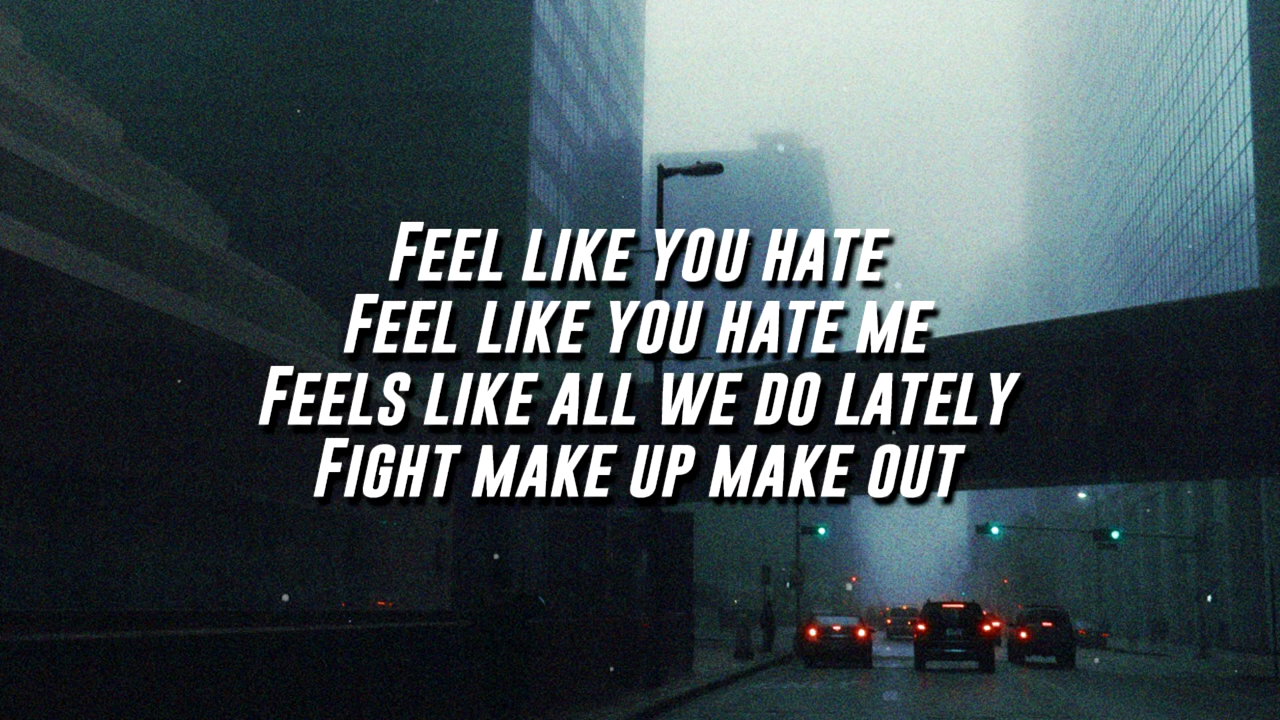 Feel like you hate
Feel like you hate me
Feels like all we do lately
Fight make up make out